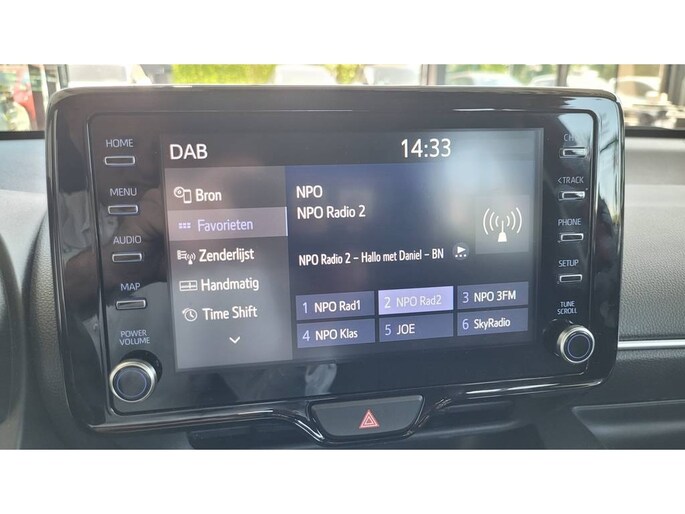 HOME
MENU
AUDIO
MAP
POWER
VOLUME
DAB 14:33
Bron
Favorieten
Zenderlijst
Handmatig
Time Shift
NPO
NPO Radio 2
NPO Radio 2 – Hallo met Daniel – BN
1 NPO Rad1 2 NPO Rad2 3 NPO 3FM
4 NPO Klas 5 JOE 6 SkyRadio
<TRACK
PHONE
SETUP
TUNE
SCROLL